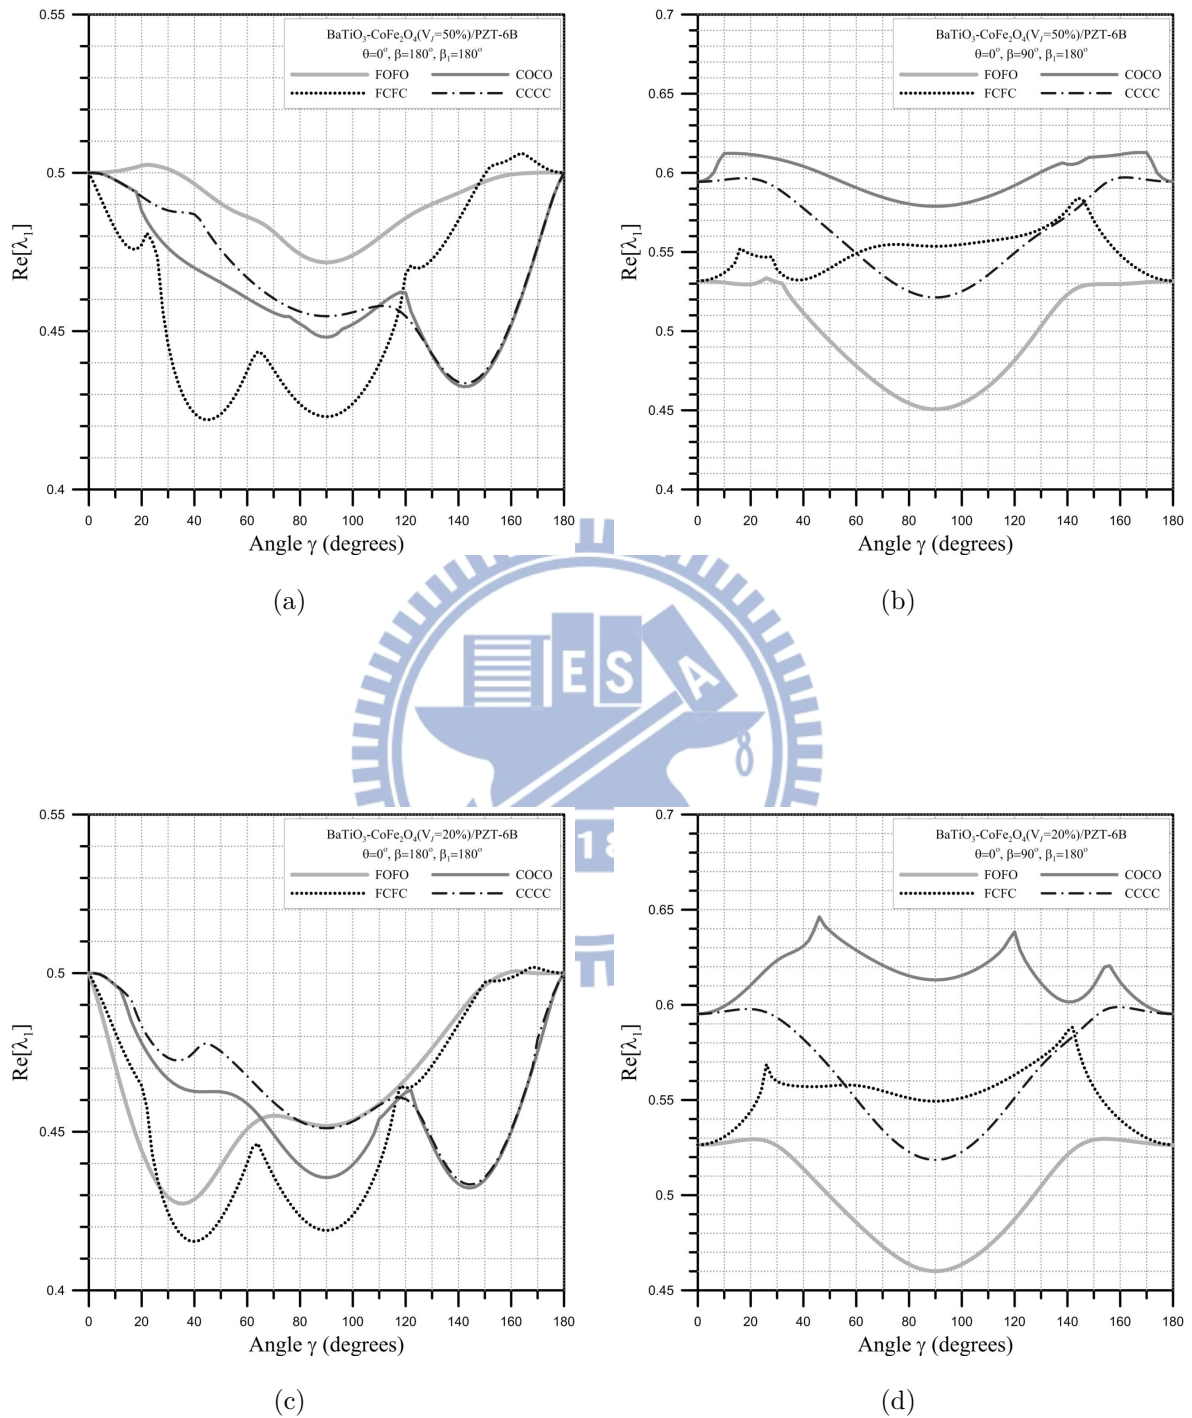 0.55
0.5
0.45
0.4
Re[λ₁]
BaTiO₃-CoFe₂O₄(V_I=50%)/PZT-6B
θ=0°, β=180°, β₁=180°
FOFO COCO
FCFC CCCC
0 20 40 60 80 100 120 140 160 180
Angle γ (degrees)
(a)
0.7
0.65
0.6
0.55
0.5
0.45
0.4
Re[λ₁]
BaTiO₃-CoFe₂O₄(V_I=50%)/PZT-6B
θ=0°, β=90°, β₁=180°
FOFO COCO
FCFC CCCC
0 20 40 60 80 100 120 140 160 180
Angle γ (degrees)
(b)
E S A
8
18
0.55
0.5
0.45
0.4
Re[λ₁]
BaTiO₃-CoFe₂O₄(V_I=20%)/PZT-6B
θ=0°, β=180°, β₁=180°
FOFO COCO
FCFC CCCC
0 20 40 60 80 100 120 140 160 180
Angle γ (degrees)
(c)
0.7
0.65
0.6
0.55
0.5
0.45
Re[λ₁]
BaTiO₃-CoFe₂O₄(V_I=20%)/PZT-6B
θ=0°, β=90°, β₁=180°
FOFO COCO
FCFC CCCC
0 20 40 60 80 100 120 140 160 180
Angle γ (degrees)
(d)